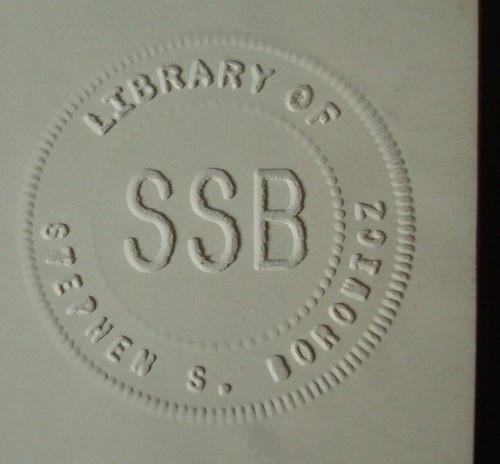 LIBRARY OF
SSB
STEPHEN S. BOROWICZ